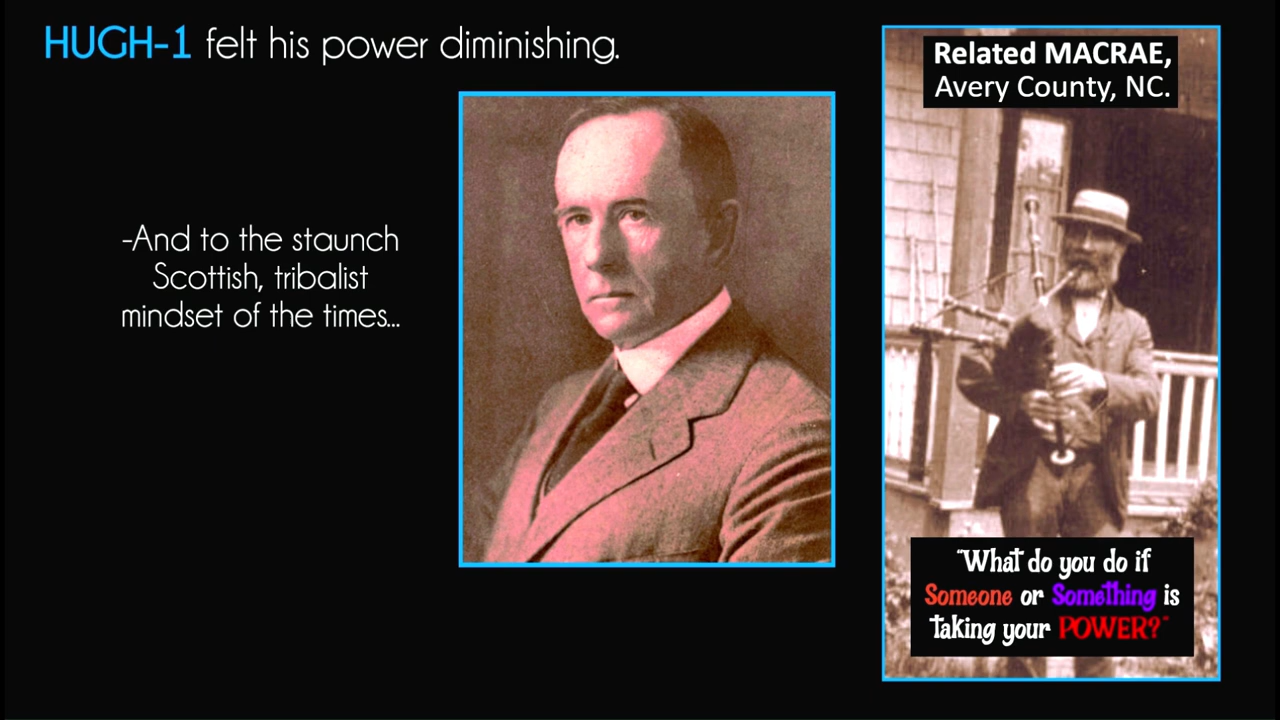 HUGH-1 felt his power diminishing.
-And to the staunch
Scottish, tribalist
mindset of the times...
Related MACRAE,
Avery County, NC.
"What do you do if
Someone or Something is
taking your POWER?"